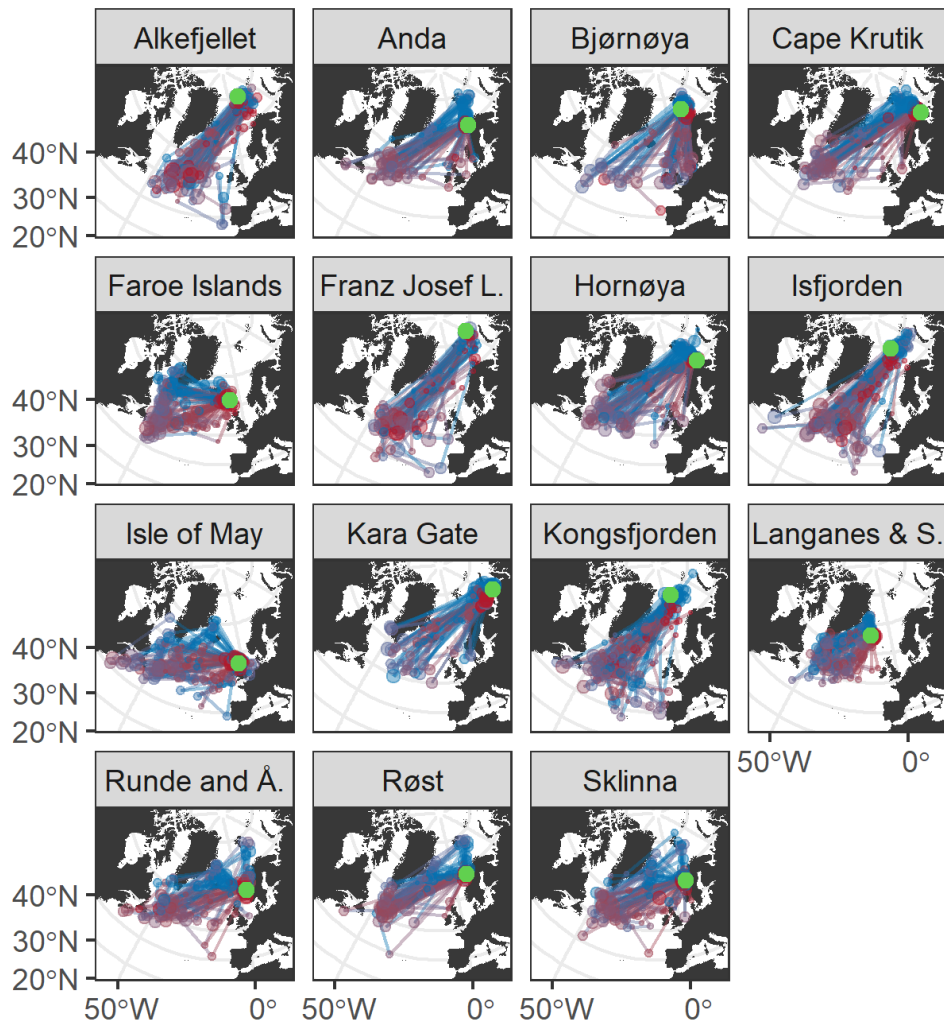 Alkefjellet Anda Bjørnøya Cape Krutik
40°N
30°N
20°N
Faroe Islands Franz Josef L. Hornøya Isfjorden
40°N
30°N
20°N
Isle of May Kara Gate Kongsfjorden Langanes & S.
40°N
30°N
20°N
50°W 0°
Runde and Å. Røst Sklinna
40°N
30°N
20°N
50°W 0° 50°W 0° 50°W 0°